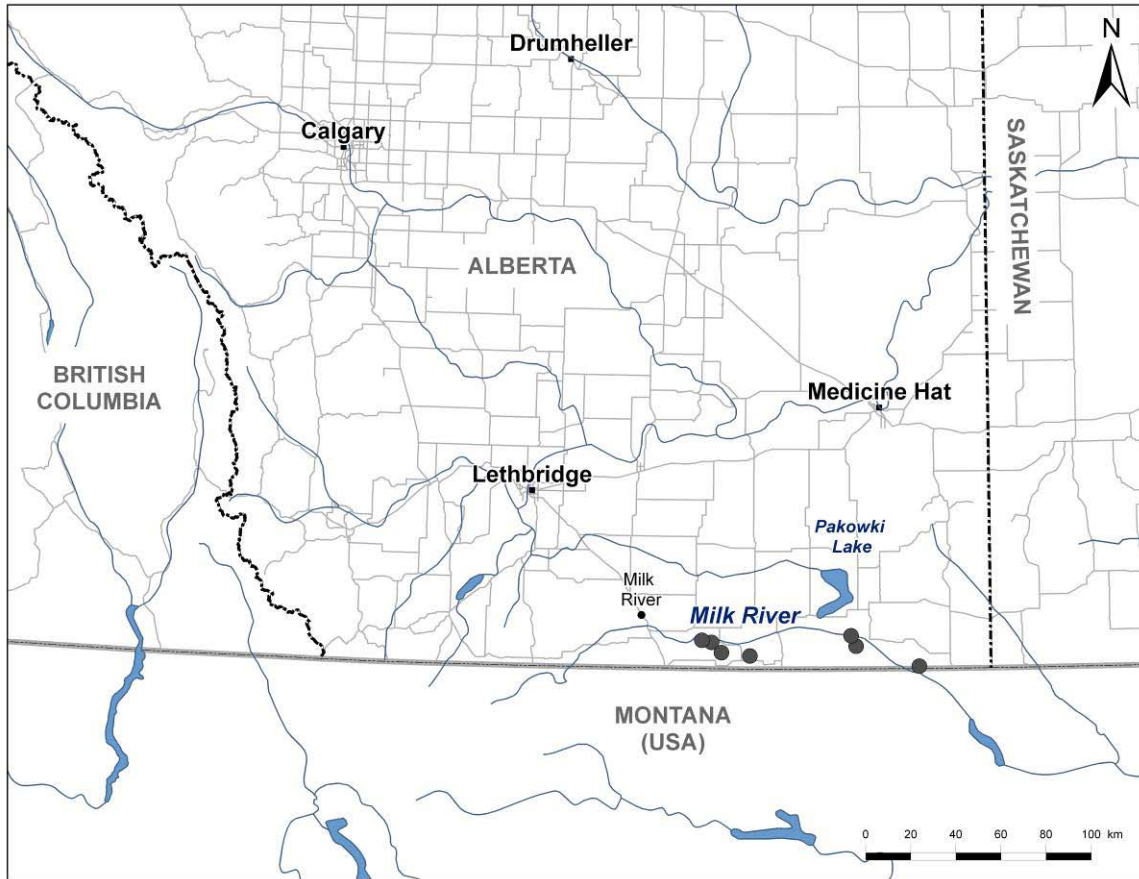 Drumheller
N
Calgary
SASKATCHEWAN
ALBERTA
BRITISH
COLUMBIA
Medicine Hat
Lethbridge
Pakowki
Lake
Milk
River
Milk River
MONTANA
(USA)
0 20 40 60 80 100 km